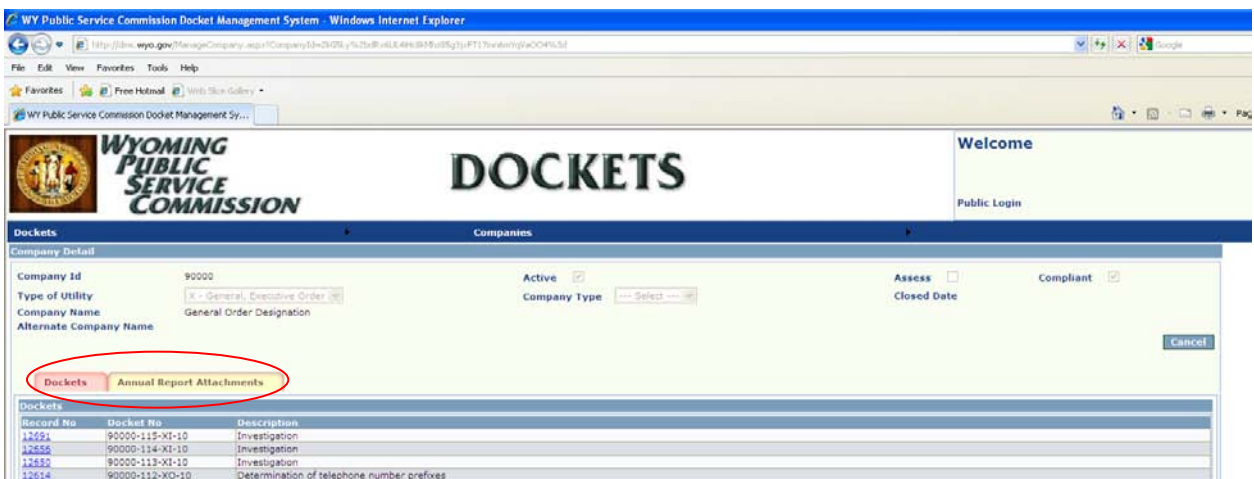 WY Public Service Commission Docket Management System - Windows Internet Explorer
Google
File Edit View Favorites Tools Help
Favorites Free Hotmail Web Slice Gallery
WY Public Service Commission Docket Management Sy... Pag
WYOMING PUBLIC SERVICE COMMISSION
DOCKETS
Welcome
Public Login
Dockets Companies
Company Detail
Company Id 90000 Active Assess Compliant
Type of Utility X - General, Executive Order Company Type --- Select --- Closed Date
Company Name General Order Designation
Alternate Company Name
Cancel
Dockets Annual Report Attachments
Dockets
Record No Docket No Description
12691 90000-115-XI-10 Investigation
12656 90000-114-XI-10 Investigation
12650 90000-113-XI-10 Investigation
12614 90000-112-XO-10 Determination of telephone number prefixes